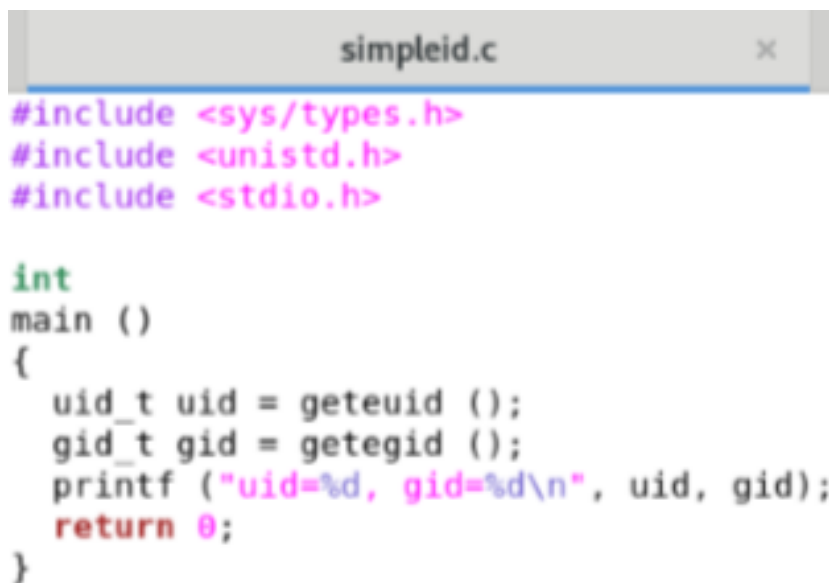 simpleid.c ×
#include <sys/types.h>
#include <unistd.h>
#include <stdio.h>
int
main ()
{
  uid_t uid = geteuid ();
  gid_t gid = getegid ();
  printf ("uid=%d, gid=%d\n", uid, gid);
  return 0;
}